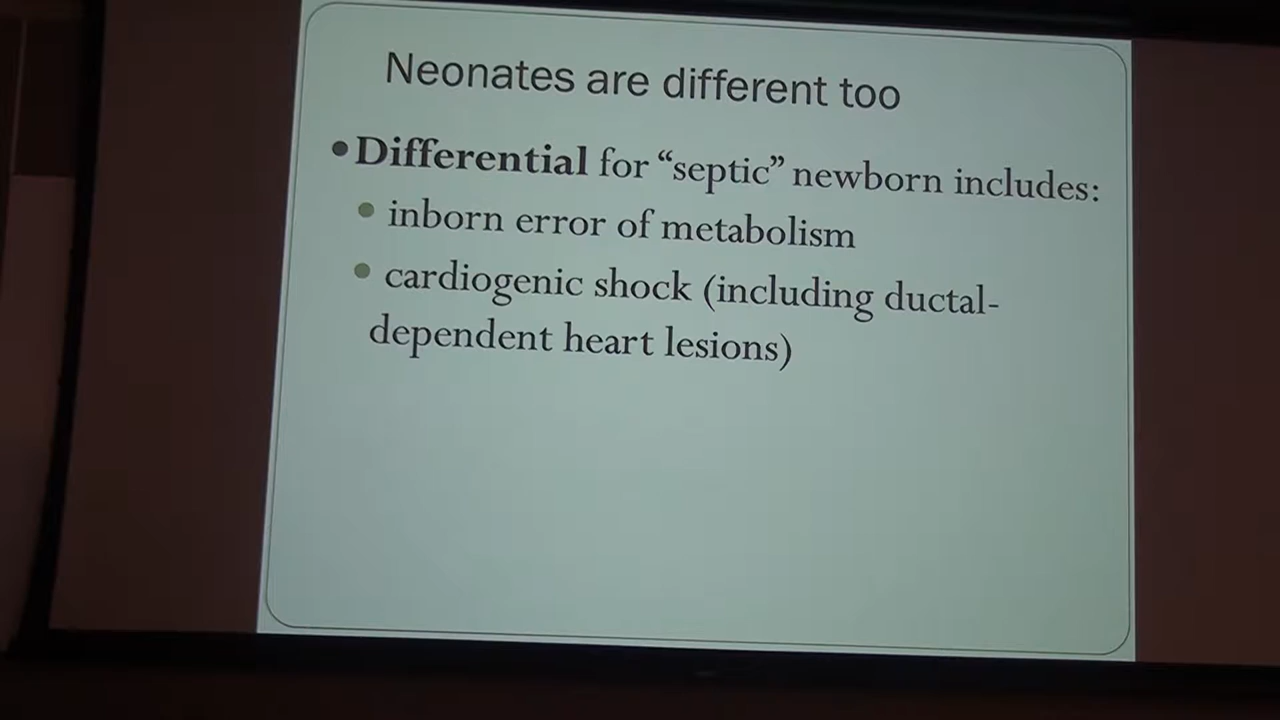 Neonates are different too
•Differential for “septic” newborn includes:
• inborn error of metabolism
• cardiogenic shock (including ductal-
dependent heart lesions)